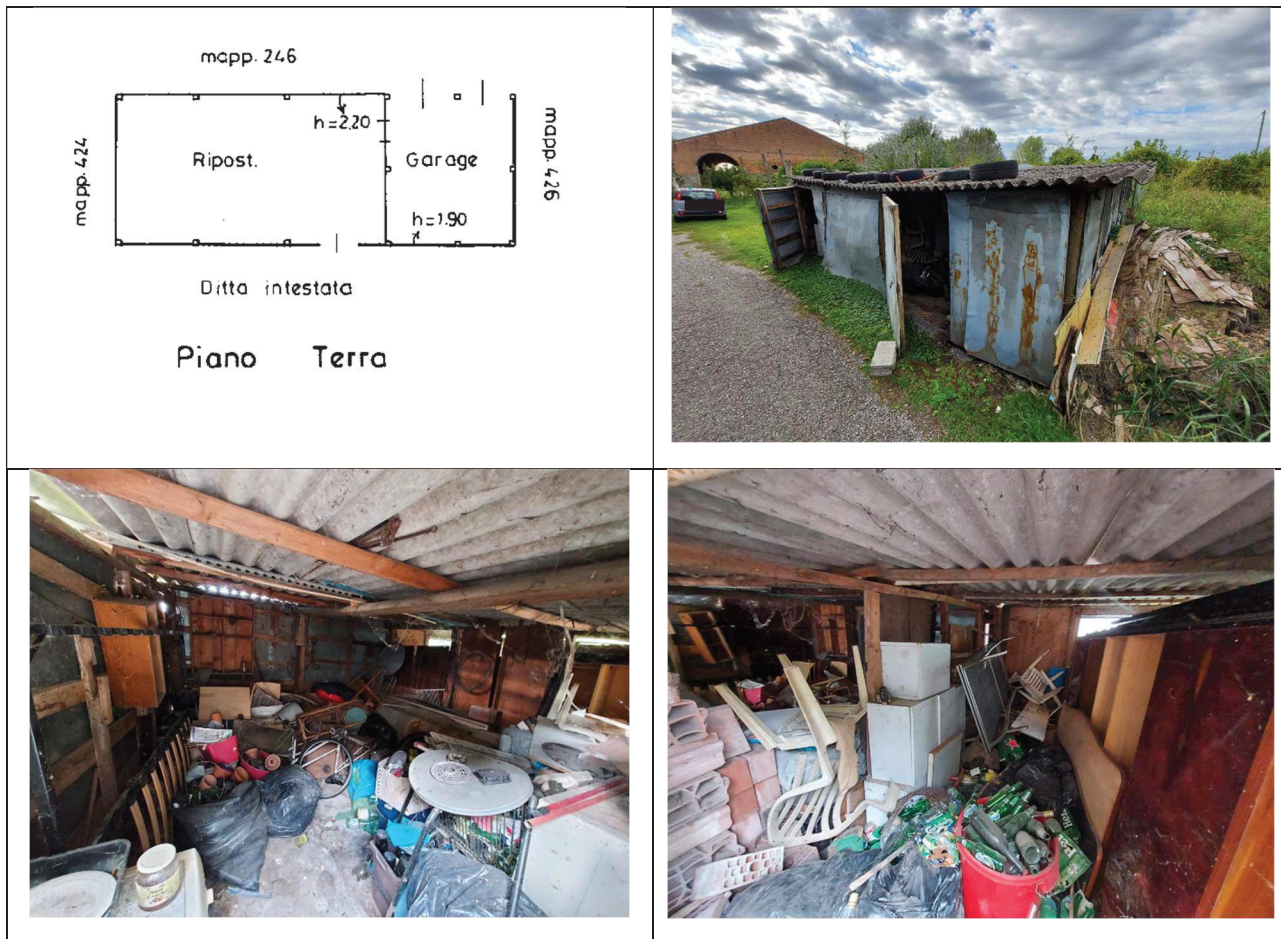 mapp. 246
h=2.20
mapp. 424
Ripost.
Garage
mapp. 426
h=1.90
Ditta intestata
Piano Terra